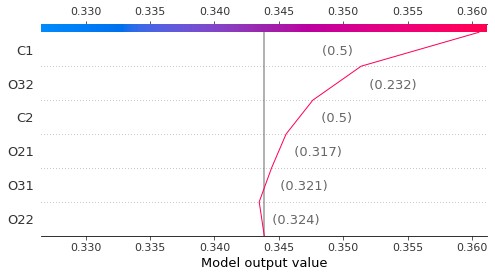 0.330 0.335 0.340 0.345 0.350 0.355 0.360
C1 (0.5)
O32 (0.232)
C2 (0.5)
O21 (0.317)
O31 (0.321)
O22 (0.324)
0.330 0.335 0.340 0.345 0.350 0.355 0.360
Model output value